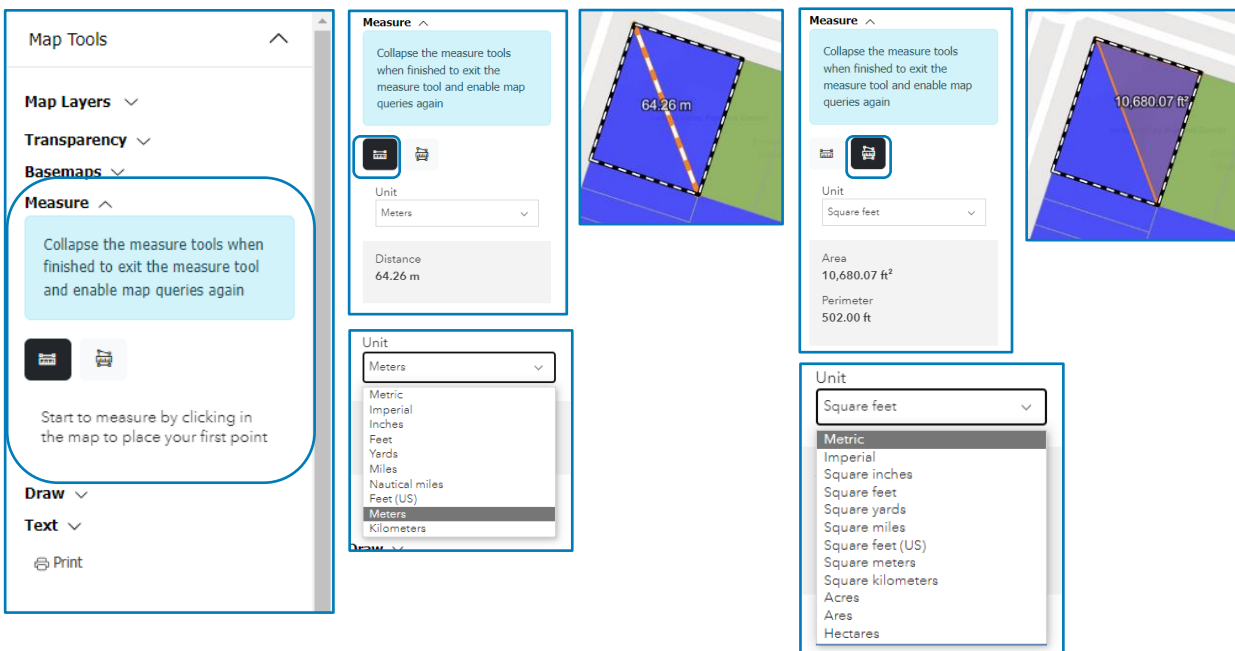 Map Tools
Map Layers
Transparency
Basemaps
Measure
Collapse the measure tools when
finished to exit the measure tool
and enable map queries again
Start to measure by clicking in
the map to place your first point
Draw
Text
Print
Measure
Collapse the measure tools
when finished to exit the
measure tool and enable map
queries again
Unit
Meters
Distance
64.26 m
64.26 m
Unit
Meters
Metric
Imperial
Inches
Feet
Yards
Miles
Nautical miles
Feet (US)
Meters
Kilometers
Draw
Measure
Collapse the measure tools
when finished to exit the
measure tool and enable map
queries again
Unit
Square feet
Area
10,680.07 ft²
Perimeter
502.00 ft
10,680.07 ft²
Unit
Square feet
Metric
Imperial
Square inches
Square feet
Square yards
Square miles
Square feet (US)
Square meters
Square kilometers
Acres
Ares
Hectares